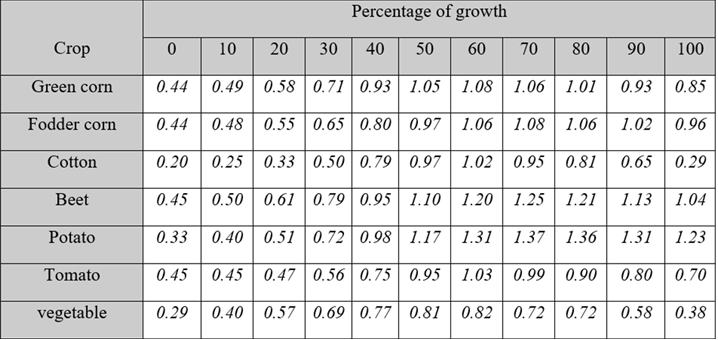 Percentage of growth
Crop 0 10 20 30 40 50 60 70 80 90 100
Green corn 0.44 0.49 0.58 0.71 0.93 1.05 1.08 1.06 1.01 0.93 0.85
Fodder corn 0.44 0.48 0.55 0.65 0.80 0.97 1.06 1.08 1.06 1.02 0.96
Cotton 0.20 0.25 0.33 0.50 0.79 0.97 1.02 0.95 0.81 0.65 0.29
Beet 0.45 0.50 0.61 0.79 0.95 1.10 1.20 1.25 1.21 1.13 1.04
Potato 0.33 0.40 0.51 0.72 0.98 1.17 1.31 1.37 1.36 1.31 1.23
Tomato 0.45 0.45 0.47 0.56 0.75 0.95 1.03 0.99 0.90 0.80 0.70
vegetable 0.29 0.40 0.57 0.69 0.77 0.81 0.82 0.72 0.72 0.58 0.38